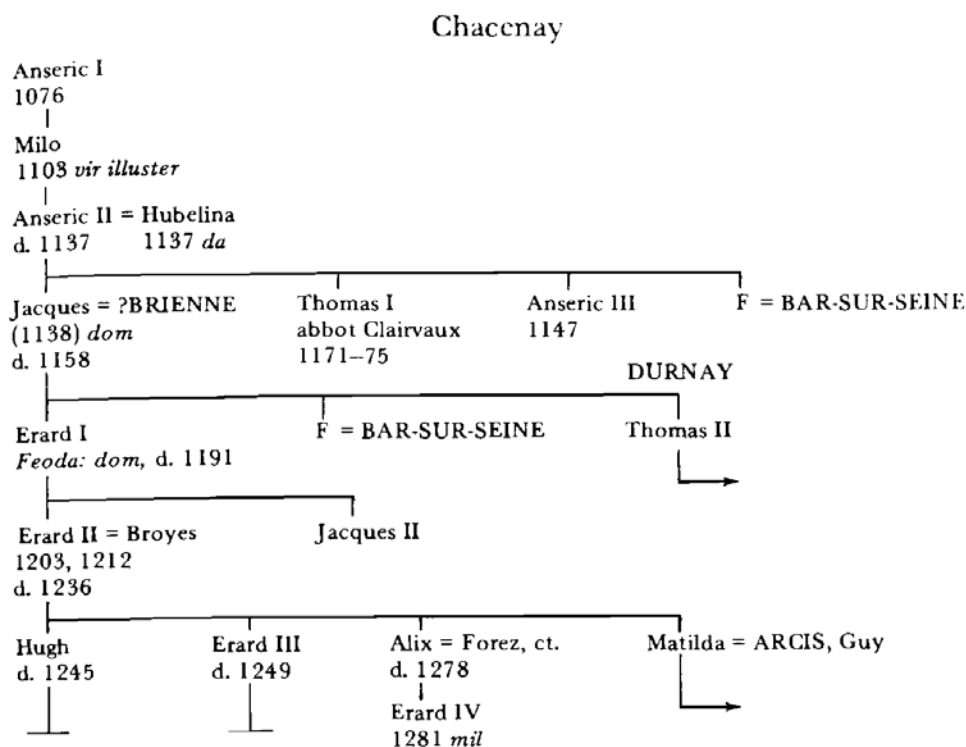 Chacenay
Anseric I
1076
Milo
1103 vir illuster
Anseric II = Hubelina
d. 1137 1137 da
Jacques = ?BRIENNE
(1138) dom
d. 1158
Thomas I
abbot Clairvaux
1171–75
Anseric III
1147
F = BAR-SUR-SEINE
DURNAY
Erard I
Feoda: dom, d. 1191
F = BAR-SUR-SEINE
Thomas II
Erard II = Broyes
1203, 1212
d. 1236
Jacques II
Hugh
d. 1245
Erard III
d. 1249
Alix = Forez, ct.
d. 1278
Matilda = ARCIS, Guy
Erard IV
1281 mil